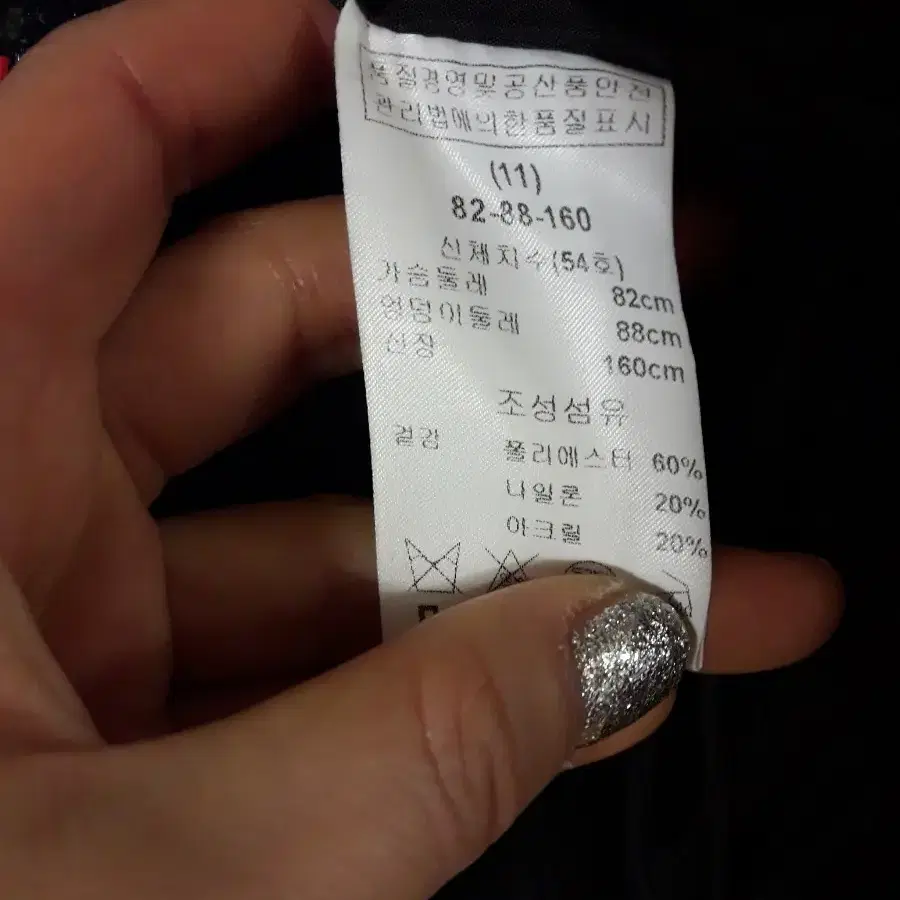 품질경영및공산품안전
관리법에의한품질표시
(11)
82-88-160
신체치수(54호)
가슴둘레 82cm
엉덩이둘레 88cm
신장 160cm
조성섬유
겉감 폴리에스터 60%
나일론 20%
아크릴 20%